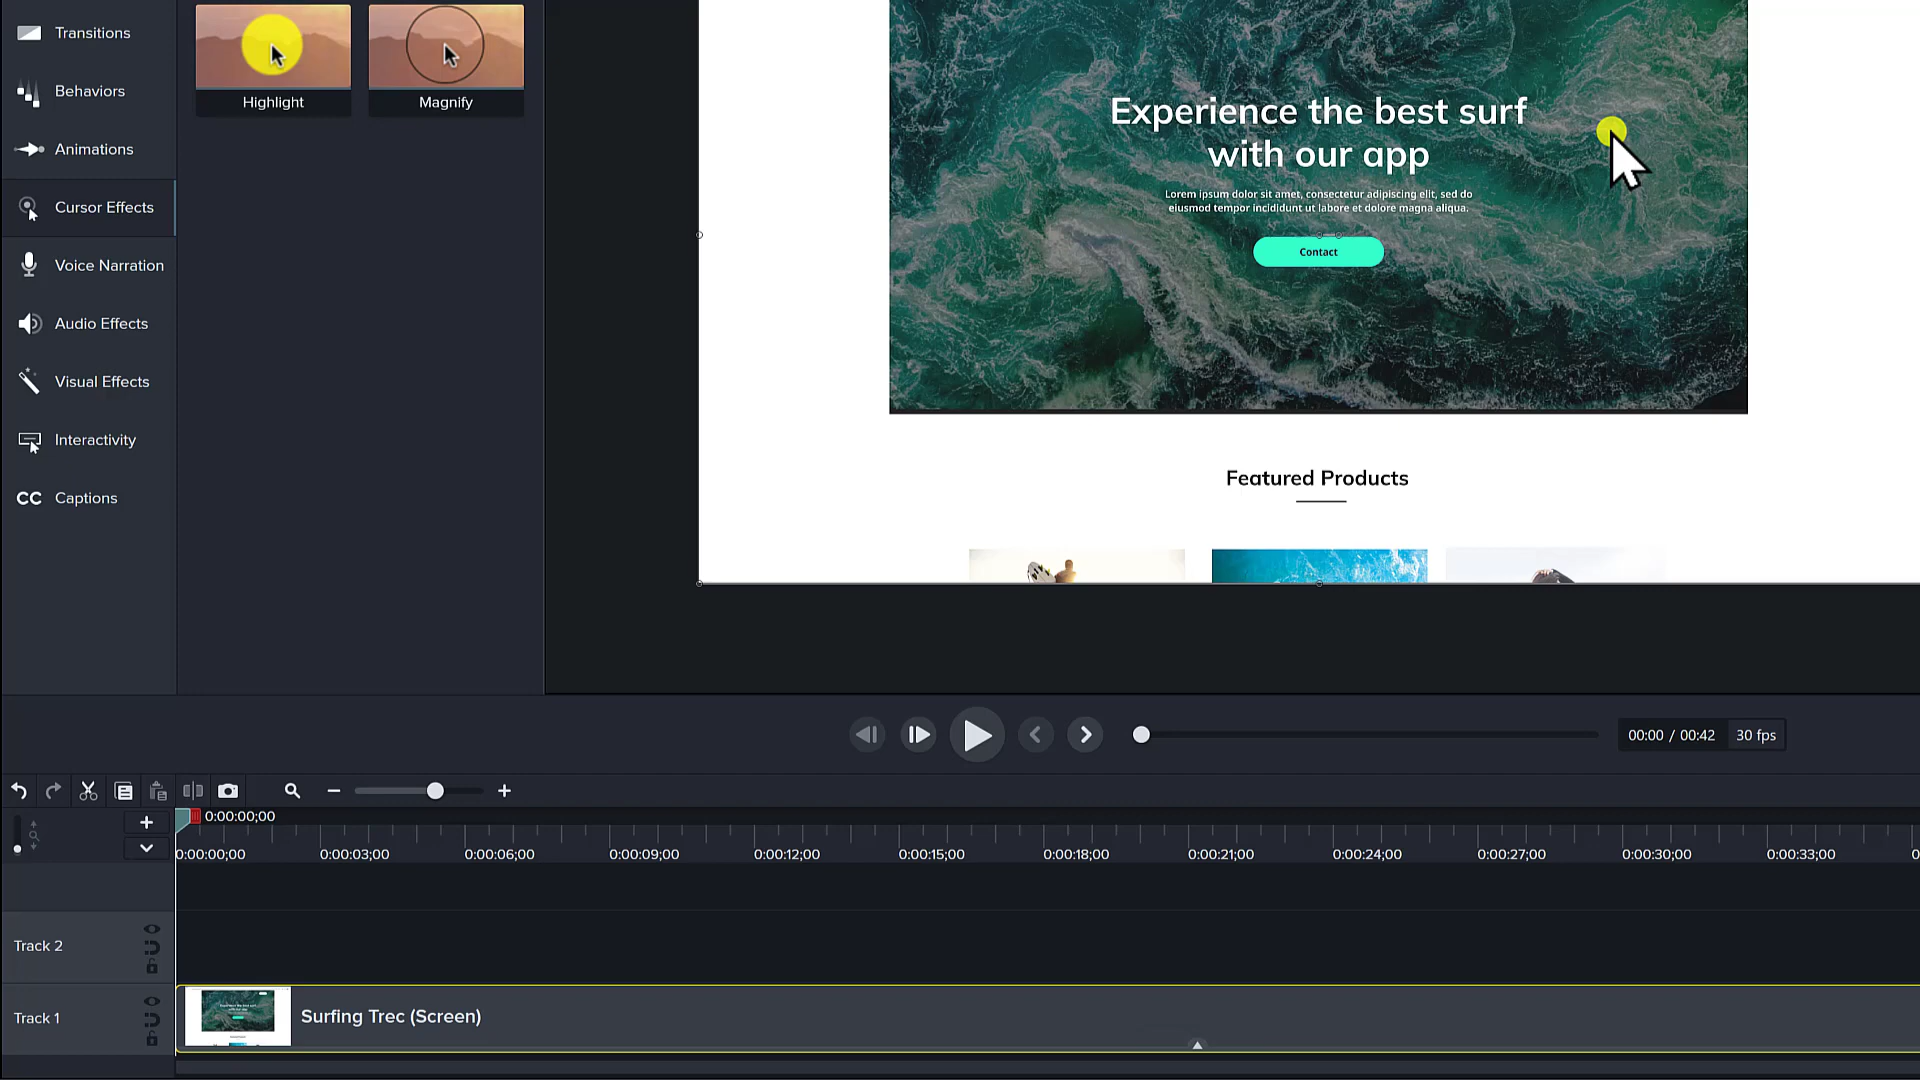 Transitions
Behaviors
Animations
Cursor Effects
Voice Narration
Audio Effects
Visual Effects
Interactivity
CC Captions
Highlight
Magnify
Experience the best surf
with our app
Lorem ipsum dolor sit amet, consectetur adipiscing elit, sed do
eiusmod tempor incididunt ut labore et dolore magna aliqua.
Contact
Featured Products
00:00 / 00:42
30 fps
0:00:00;00
0:00:00;00
0:00:03;00
0:00:06;00
0:00:09;00
0:00:12;00
0:00:15;00
0:00:18;00
0:00:21;00
0:00:24;00
0:00:27;00
0:00:30;00
0:00:33;00
Track 2
Track 1
Surfing Trec (Screen)